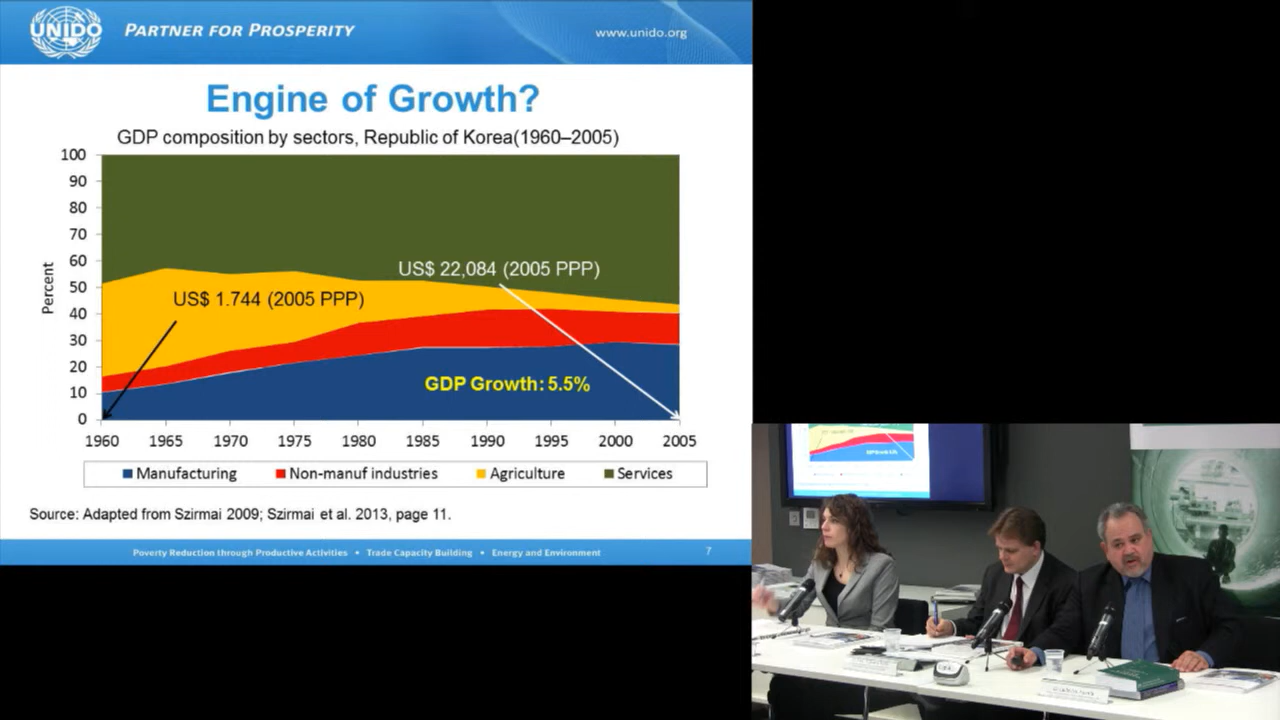 UNIDO
PARTNER FOR PROSPERITY
www.unido.org
Engine of Growth?
GDP composition by sectors, Republic of Korea(1960–2005)
Percent
100
90
80
70
60
50
40
30
20
10
0
US$ 22,084 (2005 PPP)
US$ 1.744 (2005 PPP)
GDP Growth: 5.5%
1960 1965 1970 1975 1980 1985 1990 1995 2000 2005
Manufacturing Non-manuf industries Agriculture Services
Source: Adapted from Szirmai 2009; Szirmai et al. 2013, page 11.
Poverty Reduction through Productive Activities • Trade Capacity Building • Energy and Environment 7